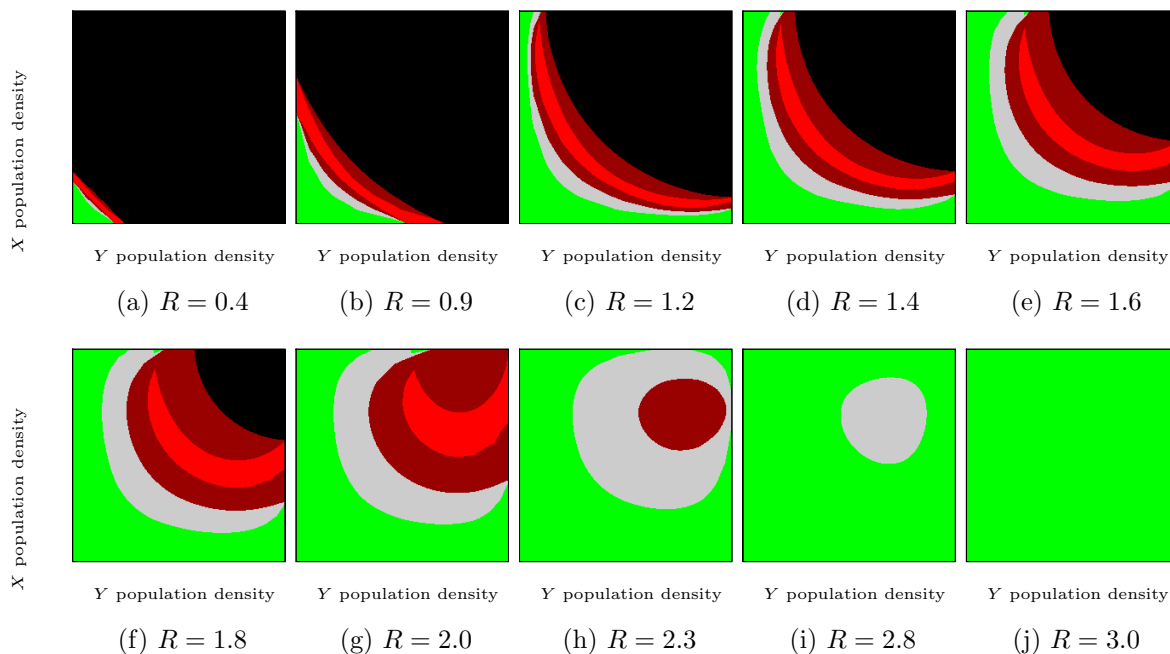 X population density
Y population density Y population density Y population density Y population density Y population density
(a) R = 0.4 (b) R = 0.9 (c) R = 1.2 (d) R = 1.4 (e) R = 1.6
X population density
Y population density Y population density Y population density Y population density Y population density
(f) R = 1.8 (g) R = 2.0 (h) R = 2.3 (i) R = 2.8 (j) R = 3.0